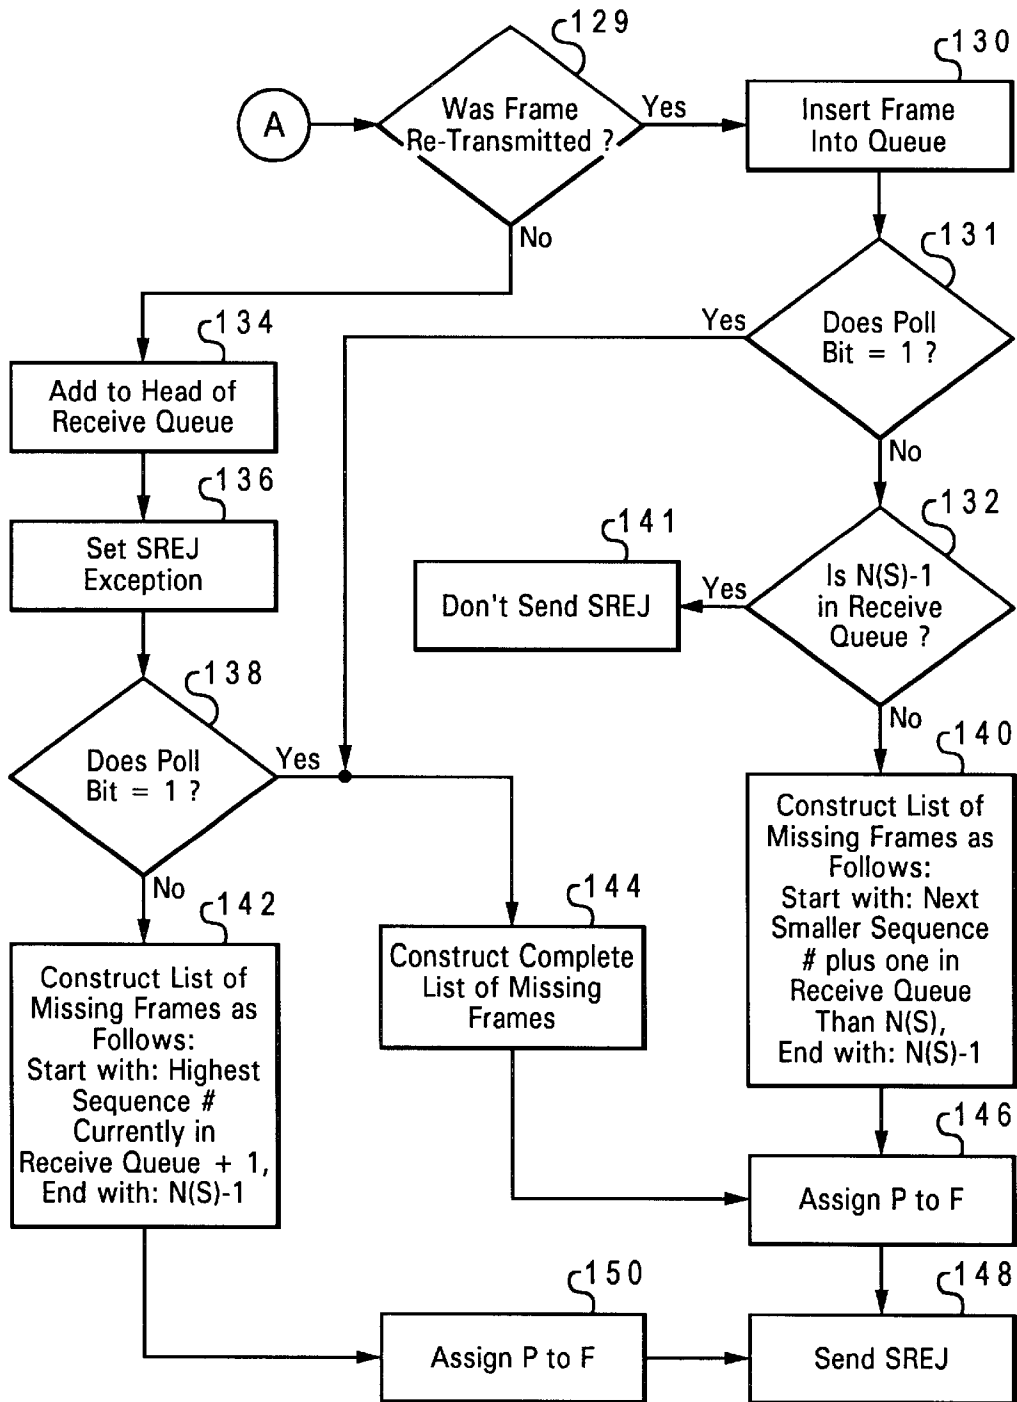 129
130
A
Was Frame
Re-Transmitted ?
Yes
Insert Frame
Into Queue
No
131
134
Yes
Does Poll
Bit = 1 ?
Add to Head of
Receive Queue
No
136
132
141
Set SREJ
Exception
Don't Send SREJ
Yes
Is N(S)-1
in Receive
Queue ?
138
No
140
Does Poll
Bit = 1 ?
Yes
Construct List of
Missing Frames as
Follows:
Start with: Next
Smaller Sequence
# plus one in
Receive Queue
Than N(S),
End with: N(S)-1
No
142
144
Construct List of
Missing Frames as
Follows:
Start with: Highest
Sequence #
Currently in
Receive Queue + 1,
End with: N(S)-1
Construct Complete
List of Missing
Frames
146
Assign P to F
150
148
Assign P to F
Send SREJ